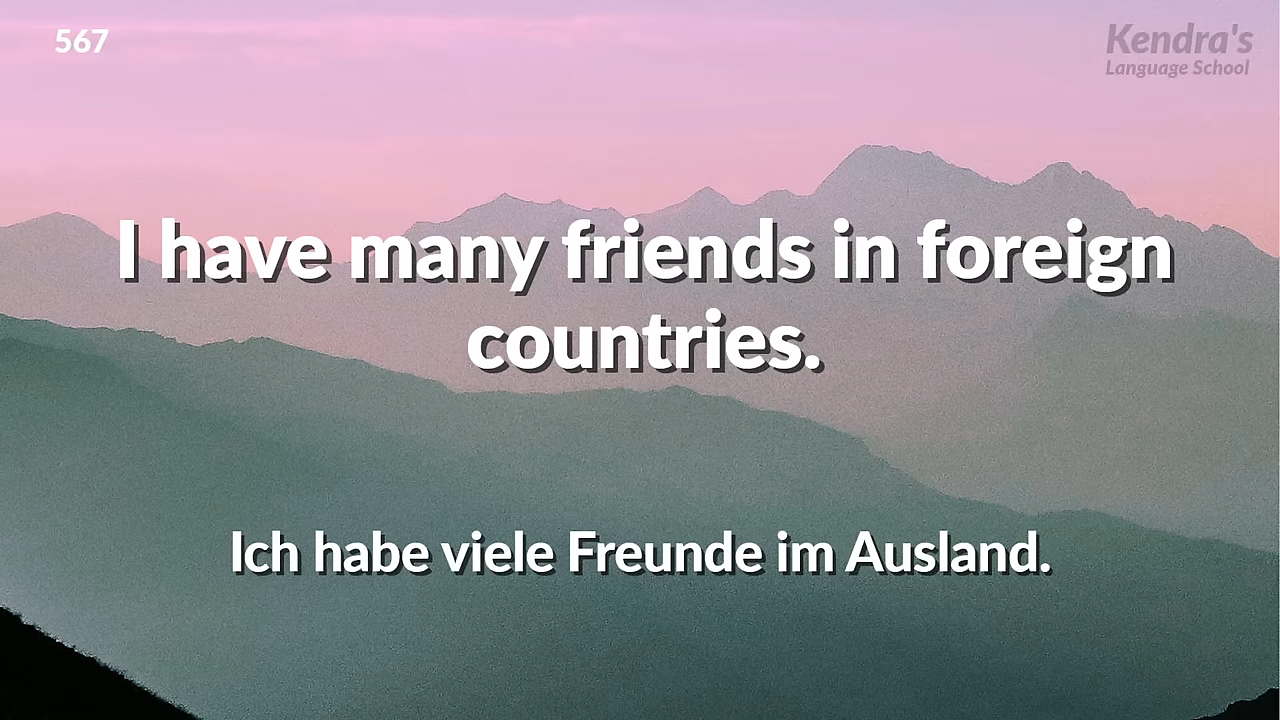 567
Kendra's
Language School
I have many friends in foreign
countries.
Ich habe viele Freunde im Ausland.